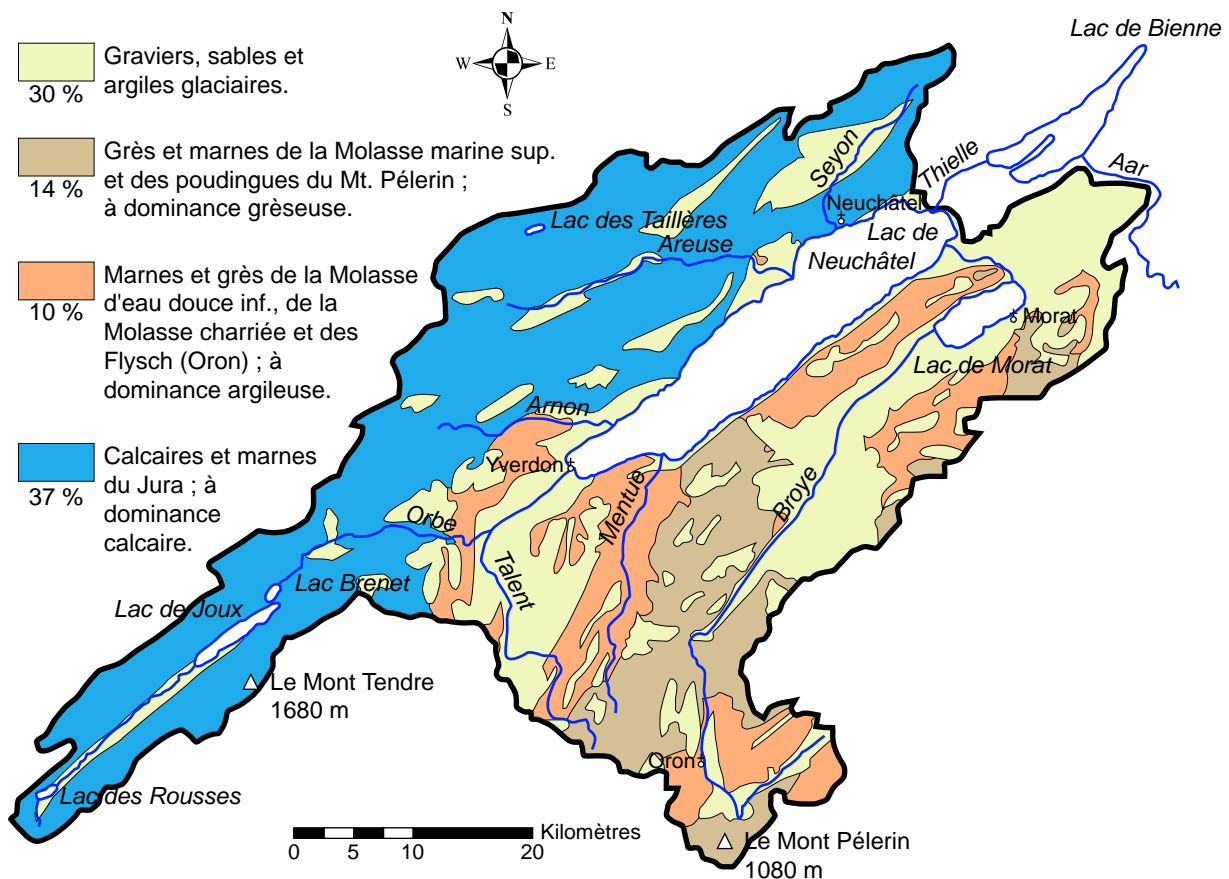 Graviers, sables et
argiles glaciaires.
30 %
Grès et marnes de la Molasse marine sup.
et des poudingues du Mt. Pélerin ;
à dominance grèseuse.
14 %
Marnes et grès de la Molasse
d'eau douce inf., de la
Molasse charriée et des
Flysch (Oron) ; à
dominance argileuse.
10 %
Calcaires et marnes
du Jura ; à
dominance
calcaire.
37 %
N
W
E
S
Lac de Bienne
Aar
Thielle
Seyon
Neuchâtel
Lac des Taillères
Areuse
Lac de
Neuchâtel
Morat
Lac de Morat
Arnon
Yverdon
Mentue
Broye
Orbe
Talent
Lac Brenet
Lac de Joux
Le Mont Tendre
1680 m
Oron
Lac des Rousses
Le Mont Pélerin
1080 m
Kilomètres
0 5 10 20